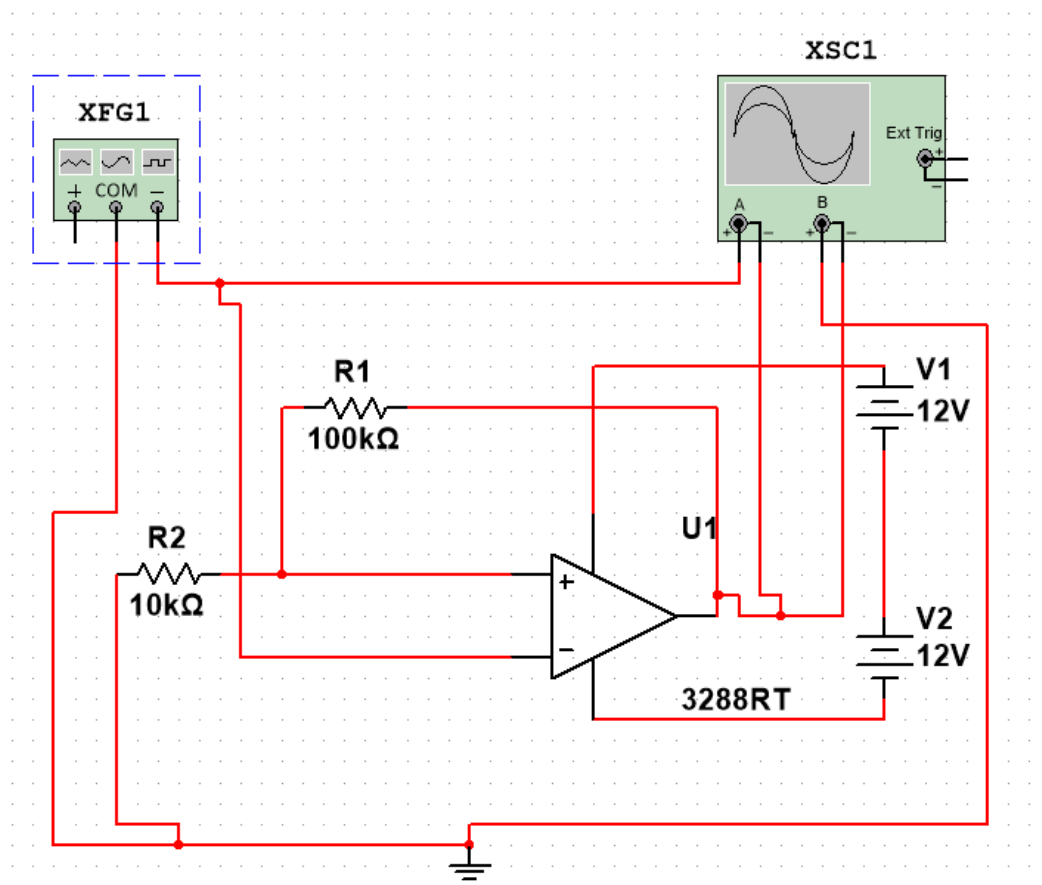 XSC1
XFG1
Ext Trig
+
−
+ COM −
A
B
+ −
+ −
R1
100kΩ
V1
12V
U1
R2
10kΩ
+
−
V2
12V
3288RT